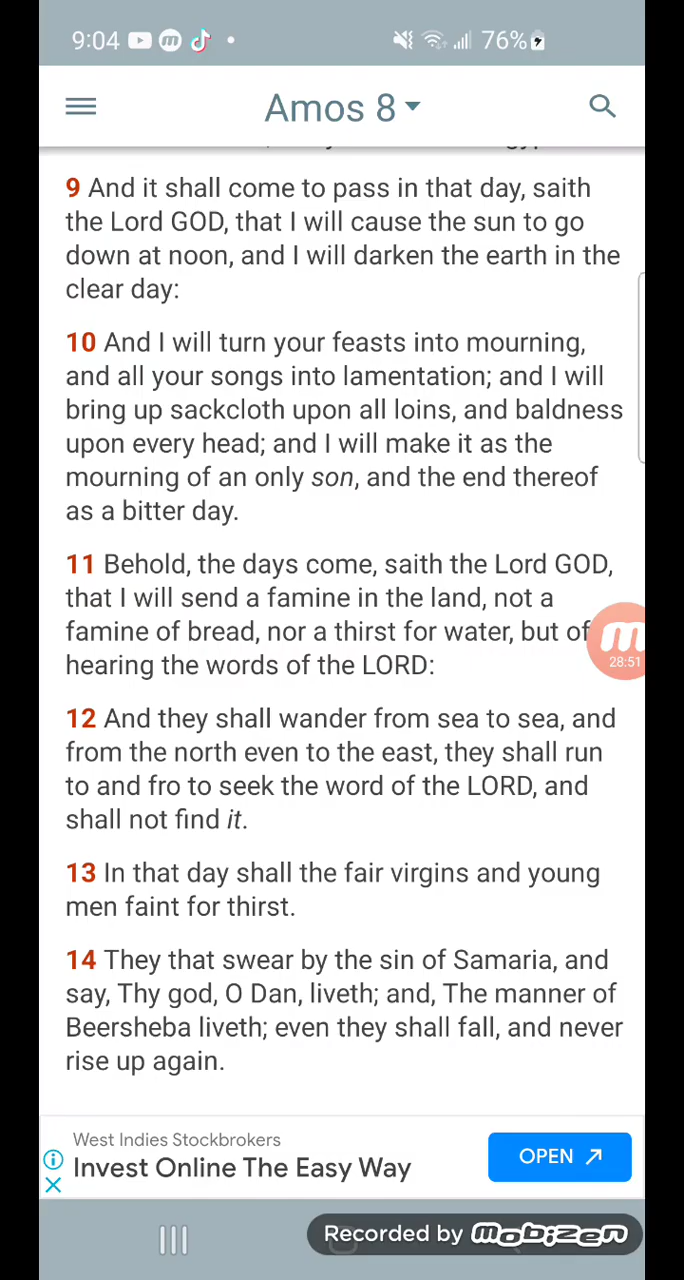 9:04 76%
Amos 8
9 And it shall come to pass in that day, saith
the Lord GOD, that I will cause the sun to go
down at noon, and I will darken the earth in the
clear day:
10 And I will turn your feasts into mourning,
and all your songs into lamentation; and I will
bring up sackcloth upon all loins, and baldness
upon every head; and I will make it as the
mourning of an only son, and the end thereof
as a bitter day.
11 Behold, the days come, saith the Lord GOD,
that I will send a famine in the land, not a
famine of bread, nor a thirst for water, but of
hearing the words of the LORD:
28:51
12 And they shall wander from sea to sea, and
from the north even to the east, they shall run
to and fro to seek the word of the LORD, and
shall not find it.
13 In that day shall the fair virgins and young
men faint for thirst.
14 They that swear by the sin of Samaria, and
say, Thy god, O Dan, liveth; and, The manner of
Beersheba liveth; even they shall fall, and never
rise up again.
West Indies Stockbrokers
Invest Online The Easy Way
OPEN
Recorded by mobizen